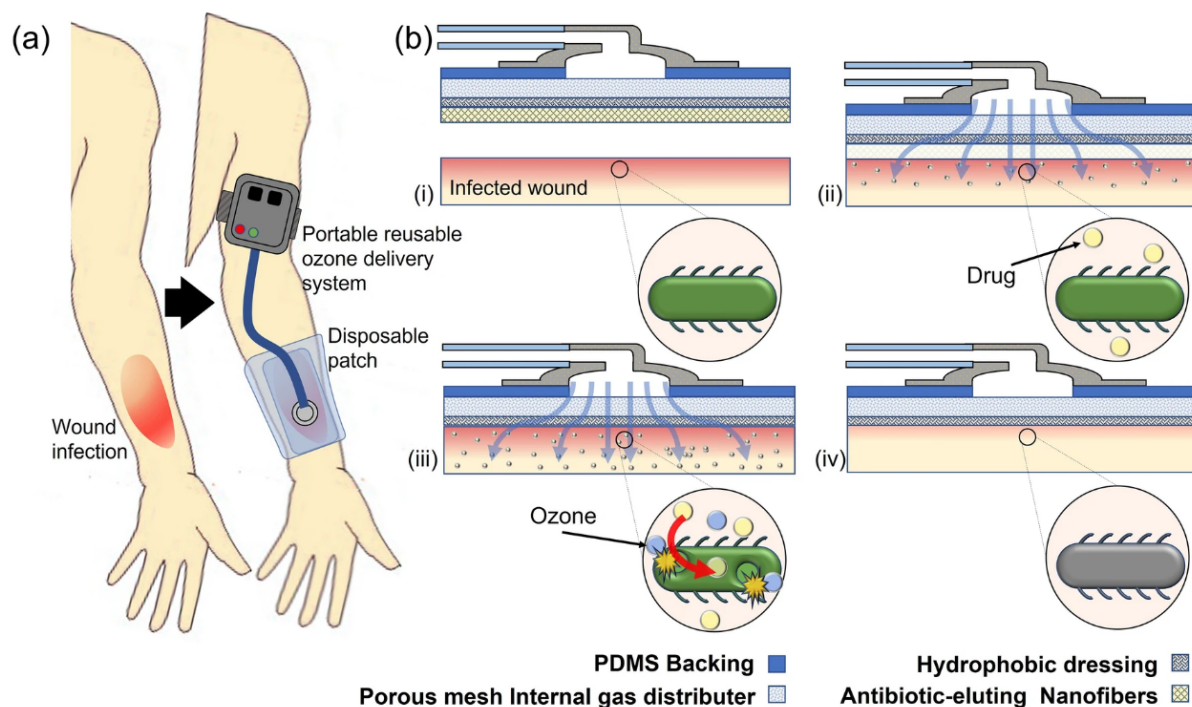 (a)
Portable reusable
ozone delivery
system
Disposable
patch
Wound
infection
(b)
(i)
Infected wound
(ii)
Drug
(iii)
Ozone
(iv)
PDMS Backing
Porous mesh Internal gas distributer
Hydrophobic dressing
Antibiotic-eluting Nanofibers